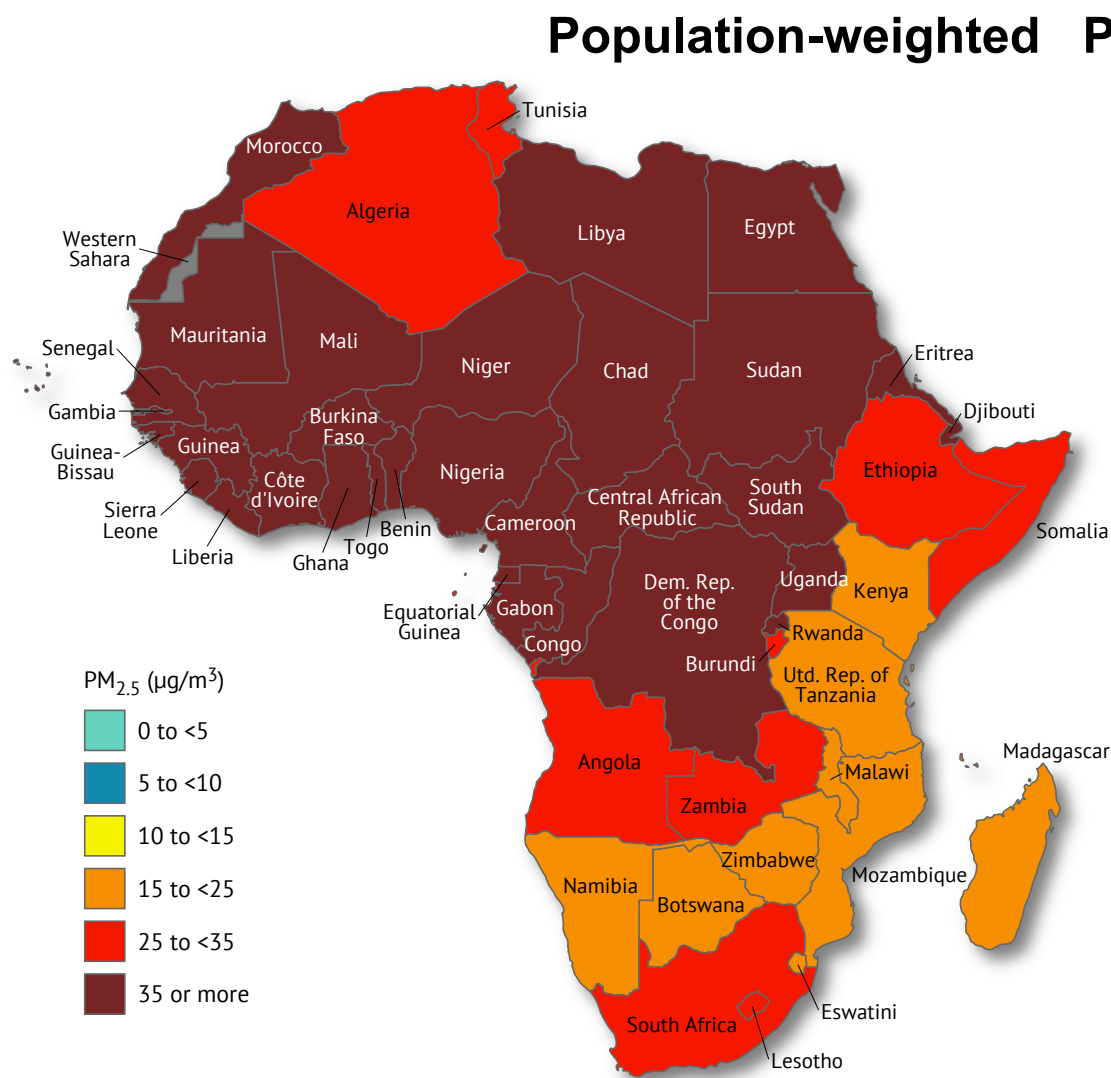 Population-weighted P
Tunisia
Morocco
Algeria
Libya
Egypt
Western
Sahara
Mauritania
Mali
Niger
Chad
Sudan
Eritrea
Senegal
Gambia
Guinea-
Bissau
Guinea
Burkina
Faso
Djibouti
Nigeria
Ethiopia
Côte
d'Ivoire
Sierra
Leone
Liberia
Ghana
Togo
Benin
Cameroon
Central African
Republic
South
Sudan
Somalia
Equatorial
Guinea
Gabon
Congo
Dem. Rep.
of the
Congo
Uganda
Kenya
Rwanda
Burundi
Utd. Rep. of
Tanzania
PM2.5 (µg/m³)
0 to <5
5 to <10
10 to <15
15 to <25
25 to <35
35 or more
Angola
Zambia
Malawi
Madagascar
Zimbabwe
Mozambique
Namibia
Botswana
Eswatini
South Africa
Lesotho